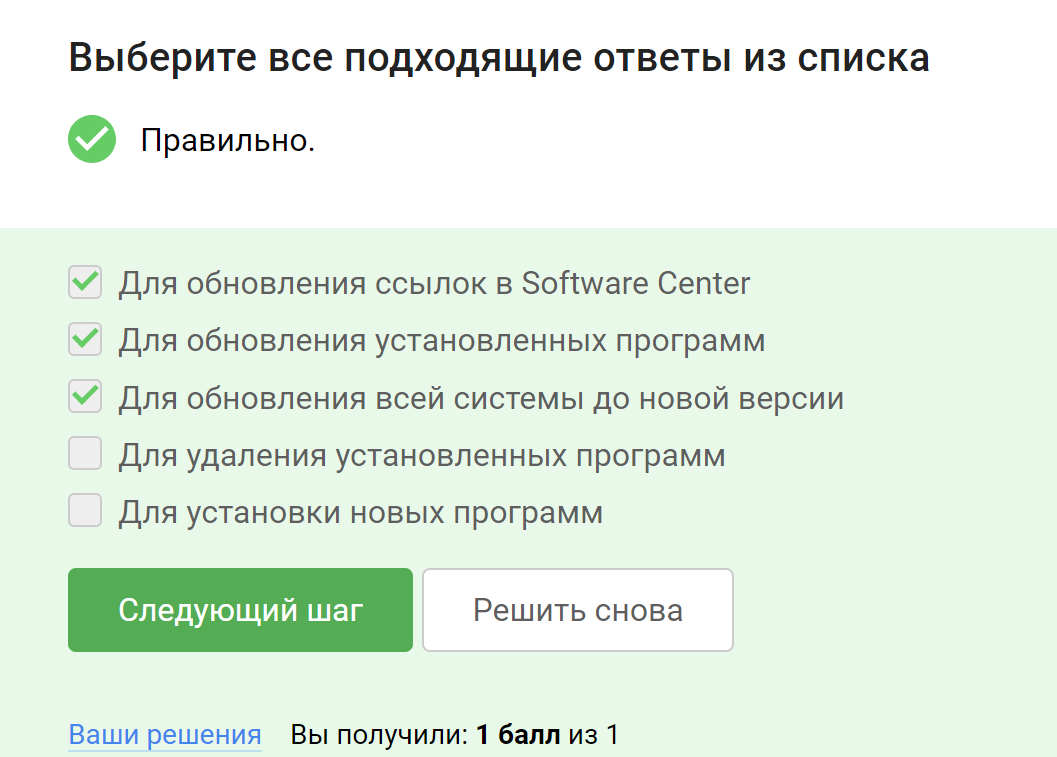 Выберите все подходящие ответы из списка
Правильно.
Для обновления ссылок в Software Center
Для обновления установленных программ
Для обновления всей системы до новой версии
Для удаления установленных программ
Для установки новых программ
Следующий шаг
Решить снова
Ваши решения Вы получили: 1 балл из 1